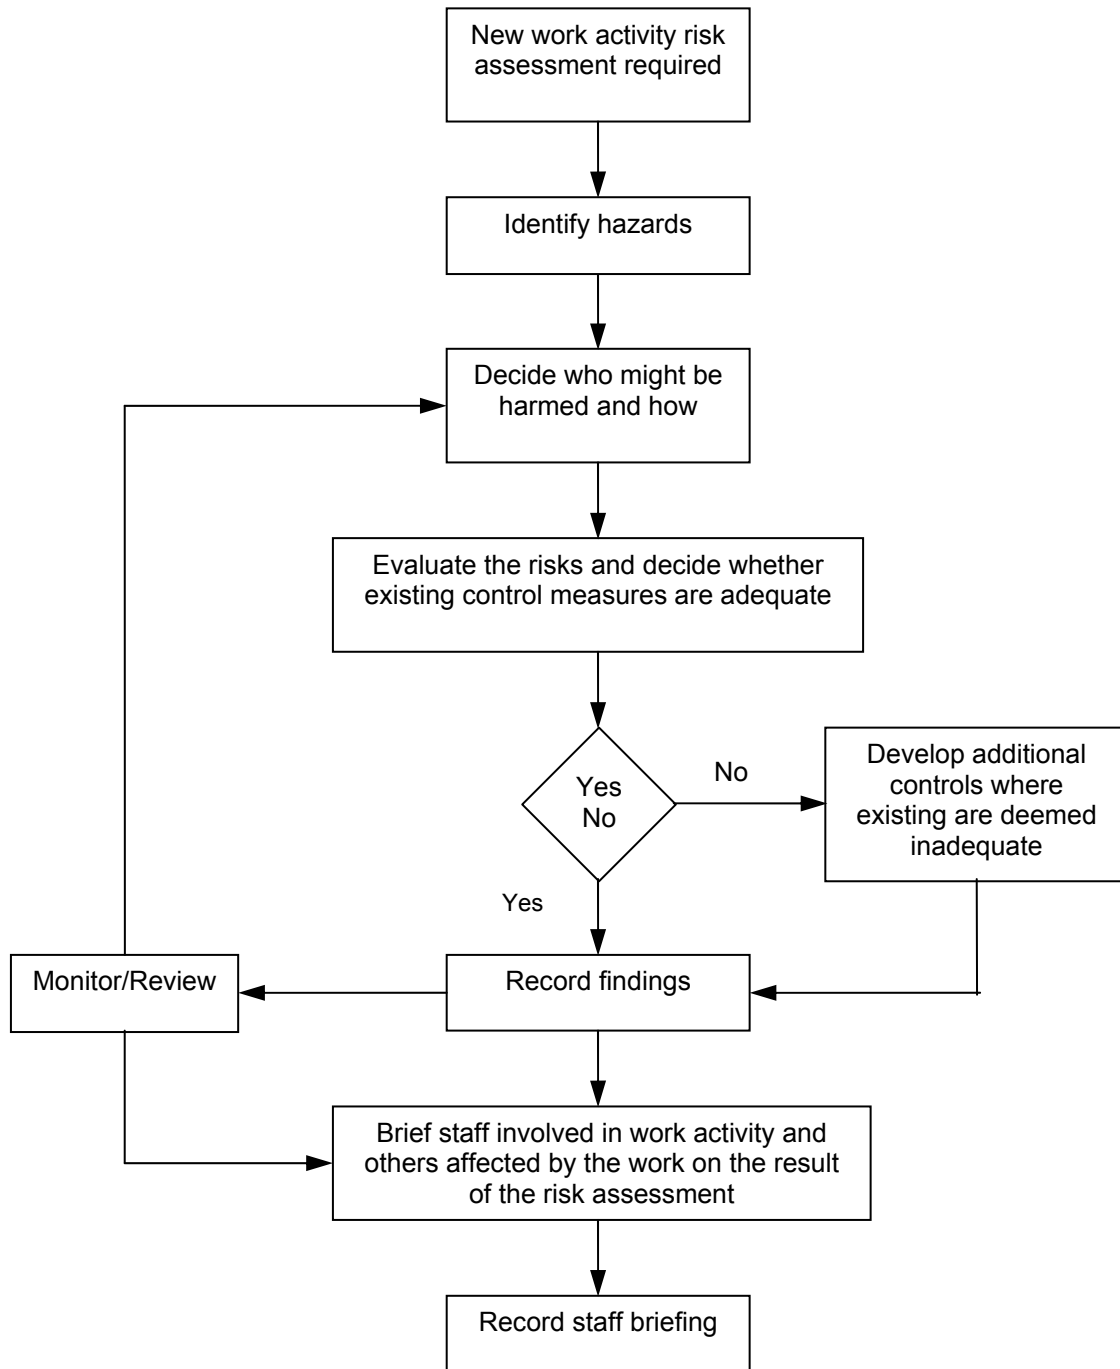 New work activity risk
assessment required
Identify hazards
Decide who might be
harmed and how
Evaluate the risks and decide whether
existing control measures are adequate
Yes
No
No
Develop additional
controls where
existing are deemed
inadequate
Yes
Monitor/Review
Record findings
Brief staff involved in work activity and
others affected by the work on the result
of the risk assessment
Record staff briefing